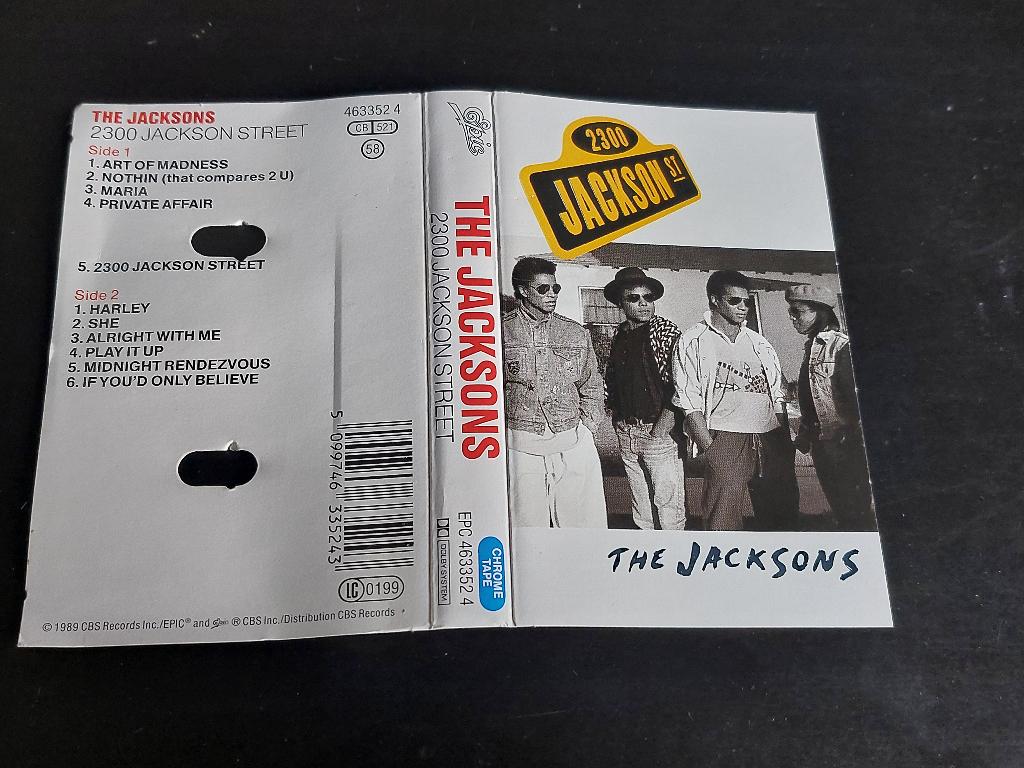 THE JACKSONS
2300 JACKSON STREET
463352 4
CB 521
58
Side 1
1. ART OF MADNESS
2. NOTHIN (that compares 2 U)
3. MARIA
4. PRIVATE AFFAIR
5. 2300 JACKSON STREET
Side 2
1. HARLEY
2. SHE
3. ALRIGHT WITH ME
4. PLAY IT UP
5. MIDNIGHT RENDEZVOUS
6. IF YOU'D ONLY BELIEVE
5 099746 335243
LC 0199
© 1989 CBS Records Inc./EPIC® and Epic ® CBS Inc./Distribution CBS Records
Epic
THE JACKSONS
2300 JACKSON STREET
EPC 463352 4
DOLBY SYSTEM
CHROME
TAPE
2300
JACKSON ST
THE JACKSONS